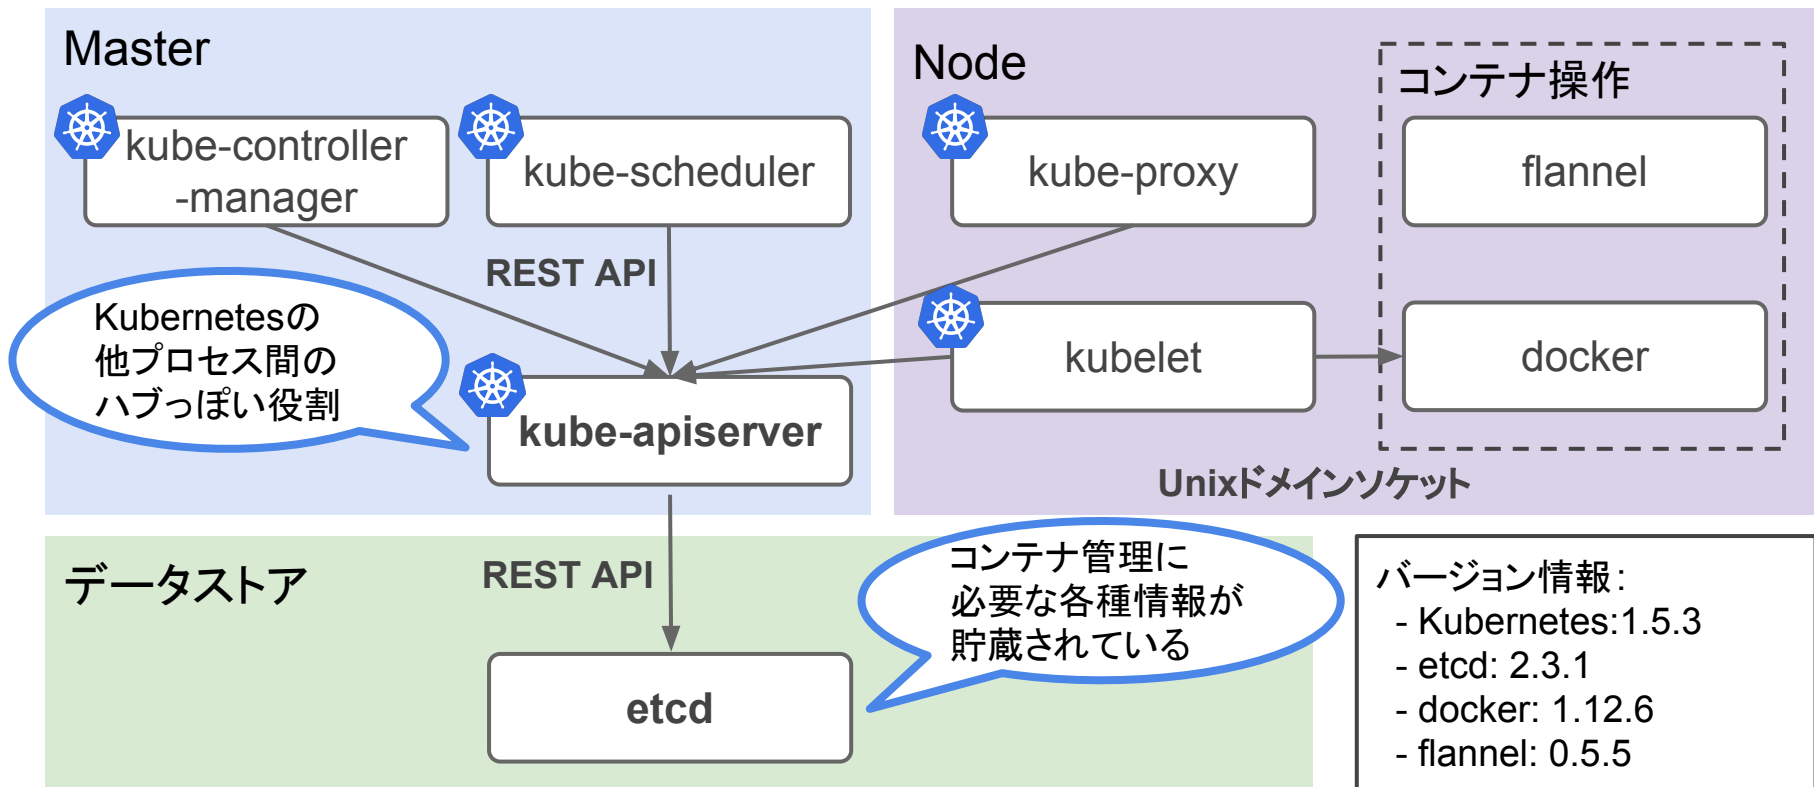 Master
kube-controller
-manager
kube-scheduler
REST API
Kubernetesの
他プロセス間の
ハブっぽい役割
kube-apiserver
Node
コンテナ操作
kube-proxy
flannel
kubelet
docker
Unixドメインソケット
データストア
REST API
etcd
コンテナ管理に
必要な各種情報が
貯蔵されている
バージョン情報:
- Kubernetes:1.5.3
- etcd: 2.3.1
- docker: 1.12.6
- flannel: 0.5.5